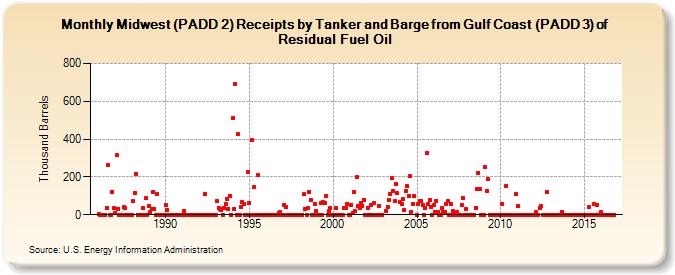 Monthly Midwest (PADD 2) Receipts by Tanker and Barge from Gulf Coast (PADD 3) of
Residual Fuel Oil
Thousand Barrels
800
600
400
200
0
1990 1995 2000 2005 2010 2015
Source: U.S. Energy Information Administration